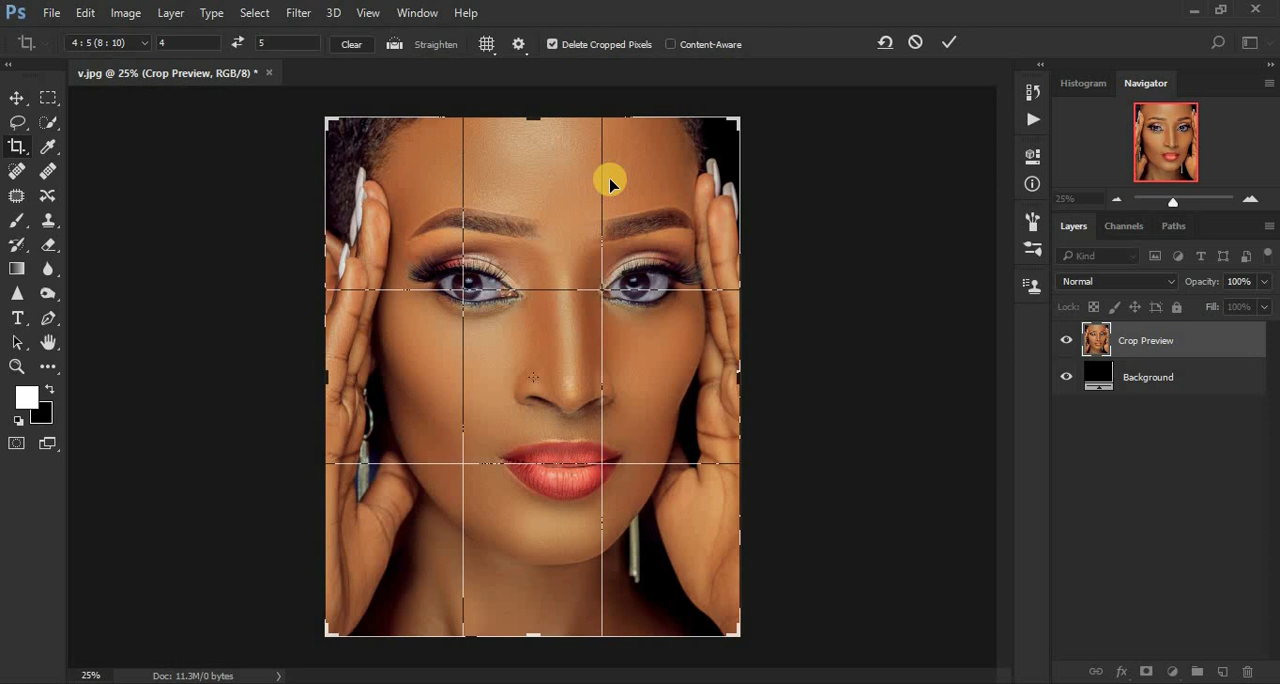 Ps File Edit Image Layer Type Select Filter 3D View Window Help
4 : 5 (8 : 10) 4 5 Clear Straighten Delete Cropped Pixels Content-Aware
v.jpg @ 25% (Crop Preview, RGB/8) * ×
Histogram Navigator
25%
Layers Channels Paths
Kind
Normal Opacity: 100%
Lock: Fill: 100%
Crop Preview
Background
fx
25% Doc: 11.3M/0 bytes